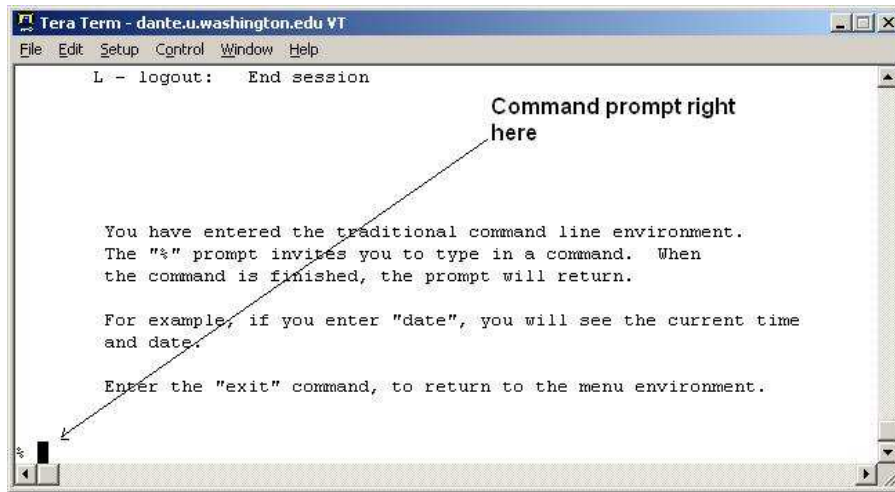 Tera Term - dante.u.washington.edu VT
File Edit Setup Control Window Help
L - logout: End session
Command prompt right
here
You have entered the traditional command line environment.
The "%" prompt invites you to type in a command. When
the command is finished, the prompt will return.
For example, if you enter "date", you will see the current time
and date.
Enter the "exit" command, to return to the menu environment.
%